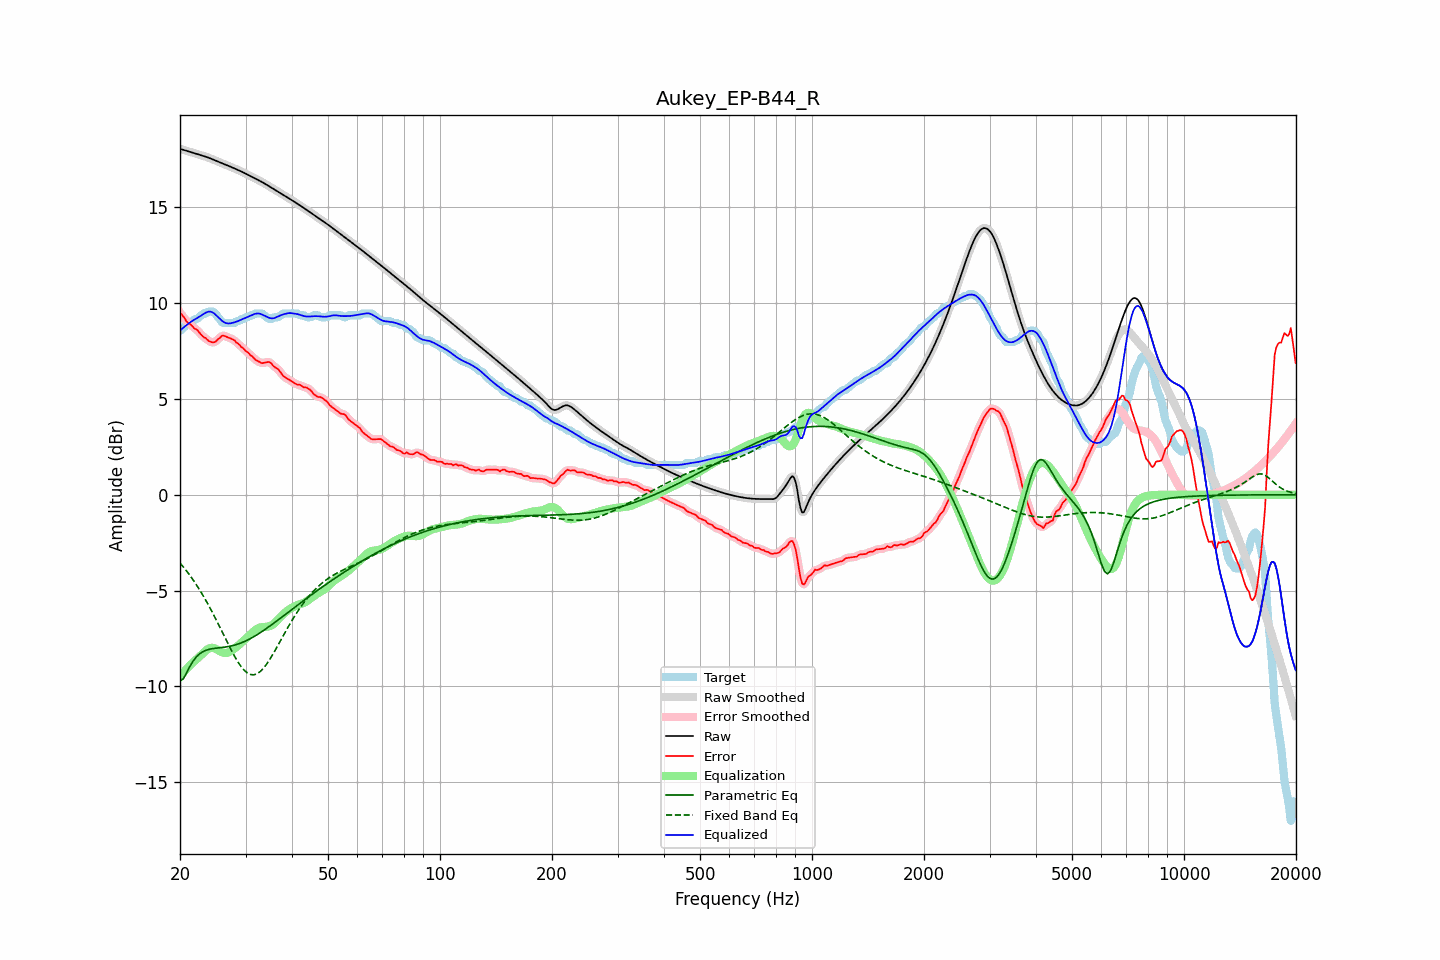 Aukey_EP-B44_R
Amplitude (dBr)
15
10
5
0
−5
−10
−15
20
50
100
200
500
1000
2000
5000
10000
20000
Frequency (Hz)
Target
Raw Smoothed
Error Smoothed
Raw
Error
Equalization
Parametric Eq
Fixed Band Eq
Equalized